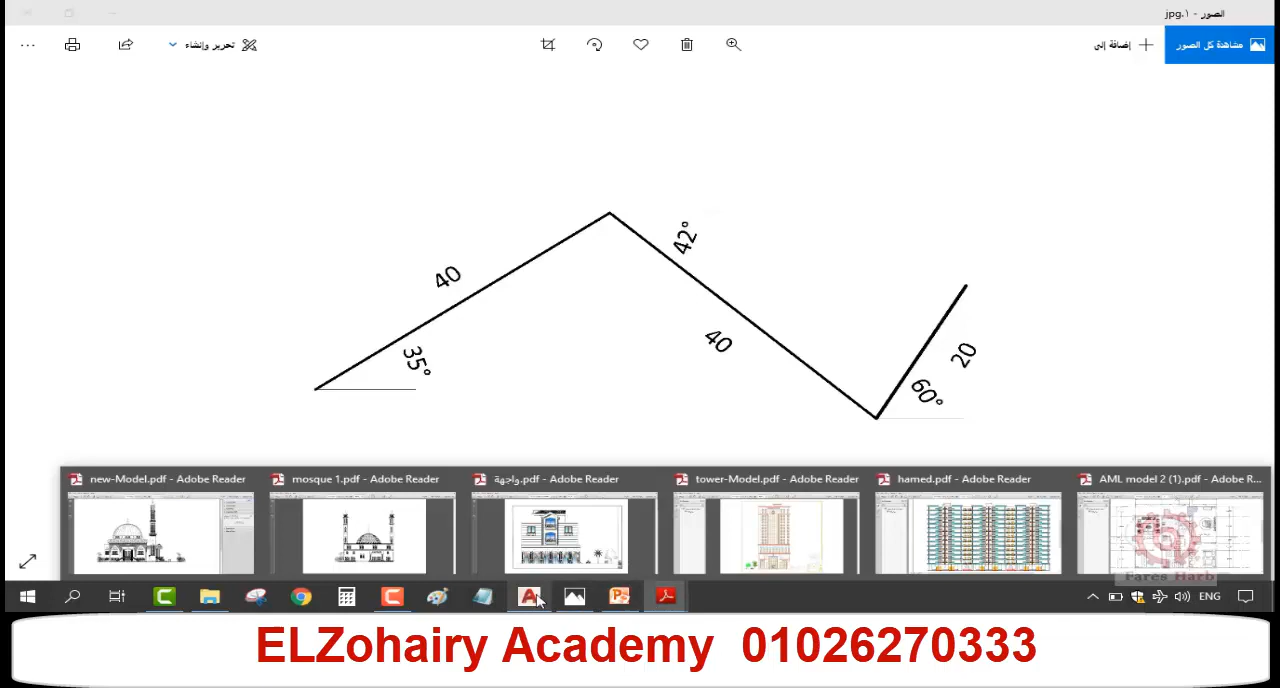 الصور - ١.jpg
مشاهدة كل الصور
إضافة إلى
تحرير وإنشاء
40
35°
42°
40
60°
20
new-Model.pdf - Adobe Reader
mosque 1.pdf - Adobe Reader
واجهة.pdf - Adobe Reader
tower-Model.pdf - Adobe Reader
hamed.pdf - Adobe Reader
AML model 2 (1).pdf - Adobe R...
Fares Harb
ENG
ELZohairy Academy 01026270333